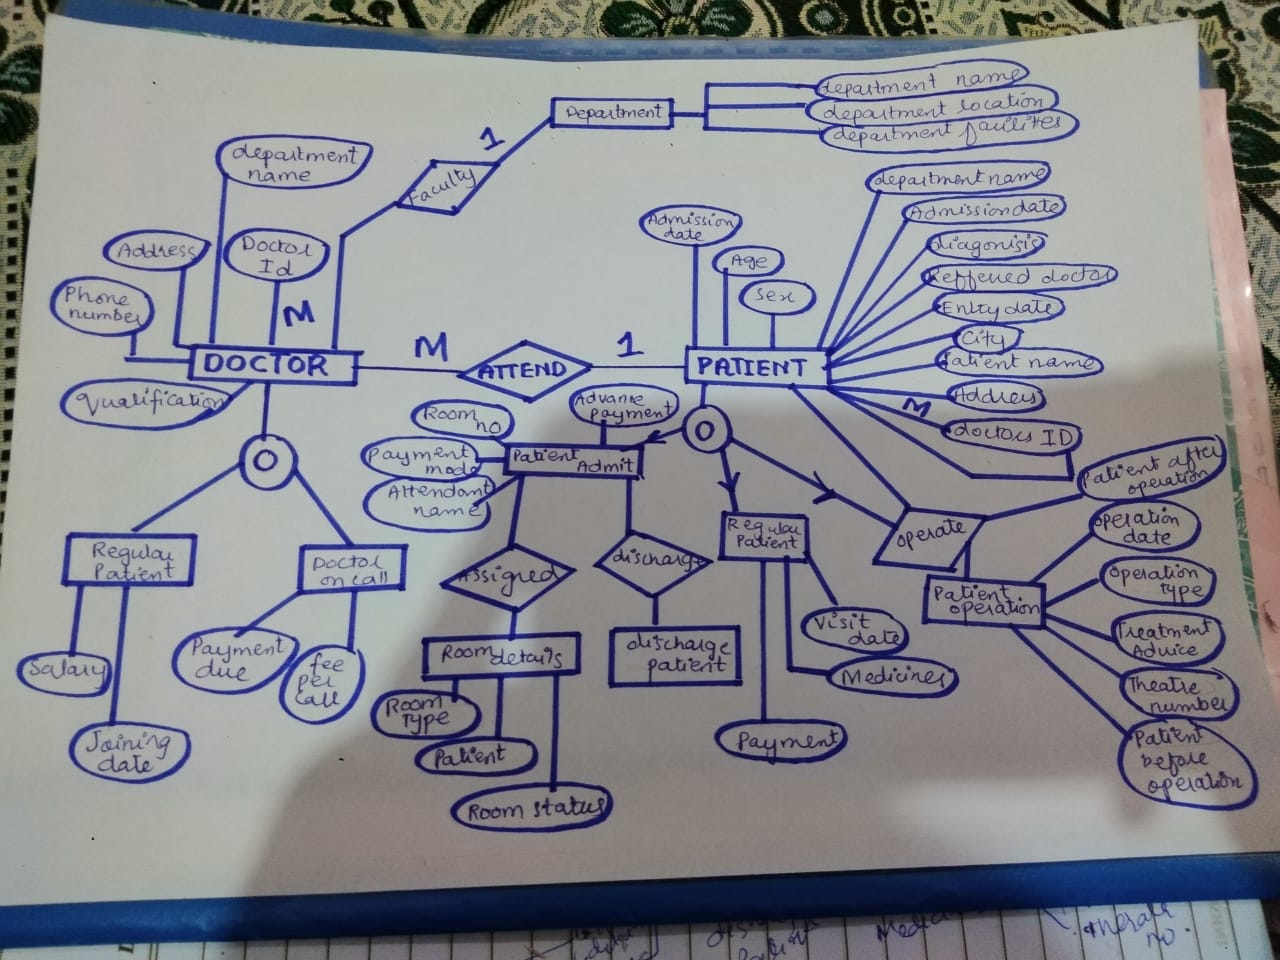 department name
department location
department facilites
Department
1
Faculty
department
name
Address
Doctor
Id
Phone
number
M
DOCTOR
Qualification
M
ATTEND
1
Admission
date
Age
Sex
PATIENT
department name
Admission date
diagonisis
Reffered doctor
Entry date
City
Patient name
Address
M
doctors ID
O
Regular
Patient
Doctor
on call
Salary
Joining
date
Payment
due
fee
per
call
Room
no
Advance
payment
Payment
mode
Attendant
name
Patient
Admit
O
Assigned
discharge
Room details
discharge
patient
Room
Type
Patient
Room status
Regular
Patient
Visit
date
Medicines
Payment
operate
Patient after
operation
operation
date
Patient
operation
Operation
type
Treatment
Advice
Theatre
number
Patient
before
operation
no.